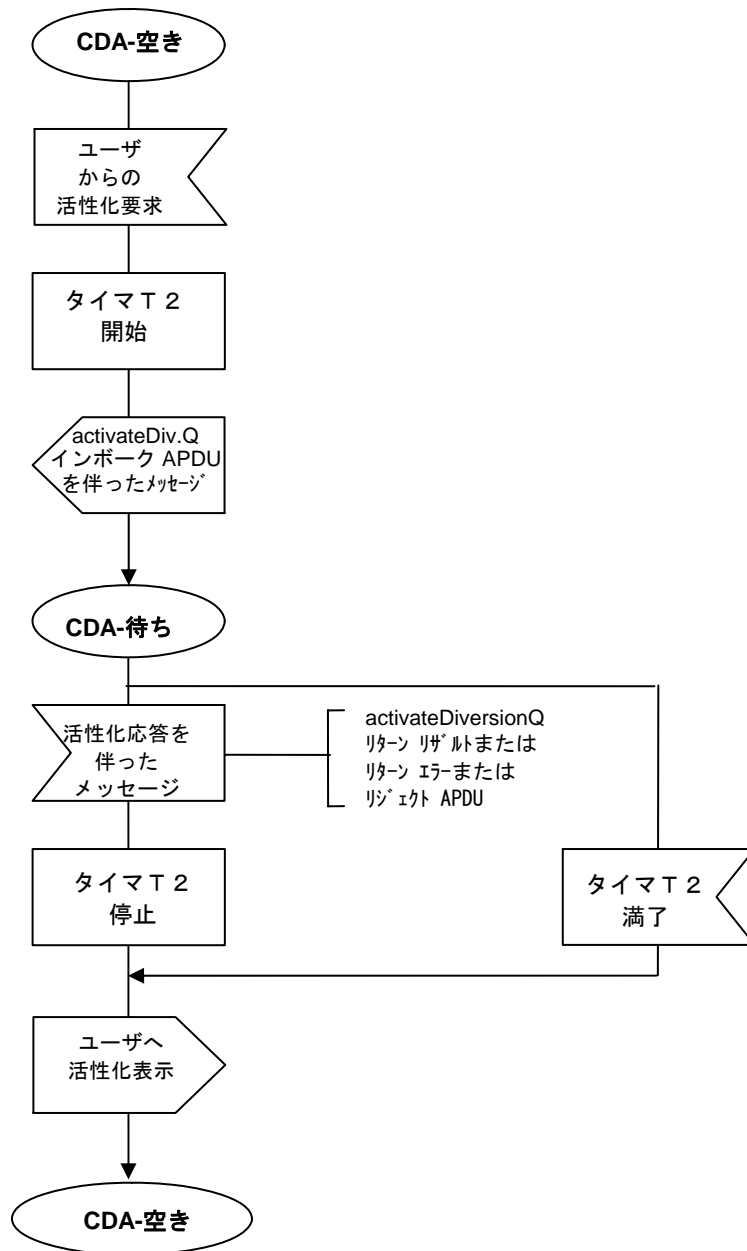 CDA-空き
ユーザ
からの
活性化要求
タイマT 2
開始
activateDiv.Q
インボーク APDU
を伴ったﾒｯｾｰｼﾞ
CDA-待ち
活性化応答を
伴った
メッセージ
activateDiversionQ
ﾘﾀｰﾝ ﾘｻﾞﾙﾄまたは
ﾘﾀｰﾝ ｴﾗｰまたは
ﾘｼﾞｪｸﾄ APDU
タイマT 2
停止
タイマT 2
満了
ユーザへ
活性化表示
CDA-空き